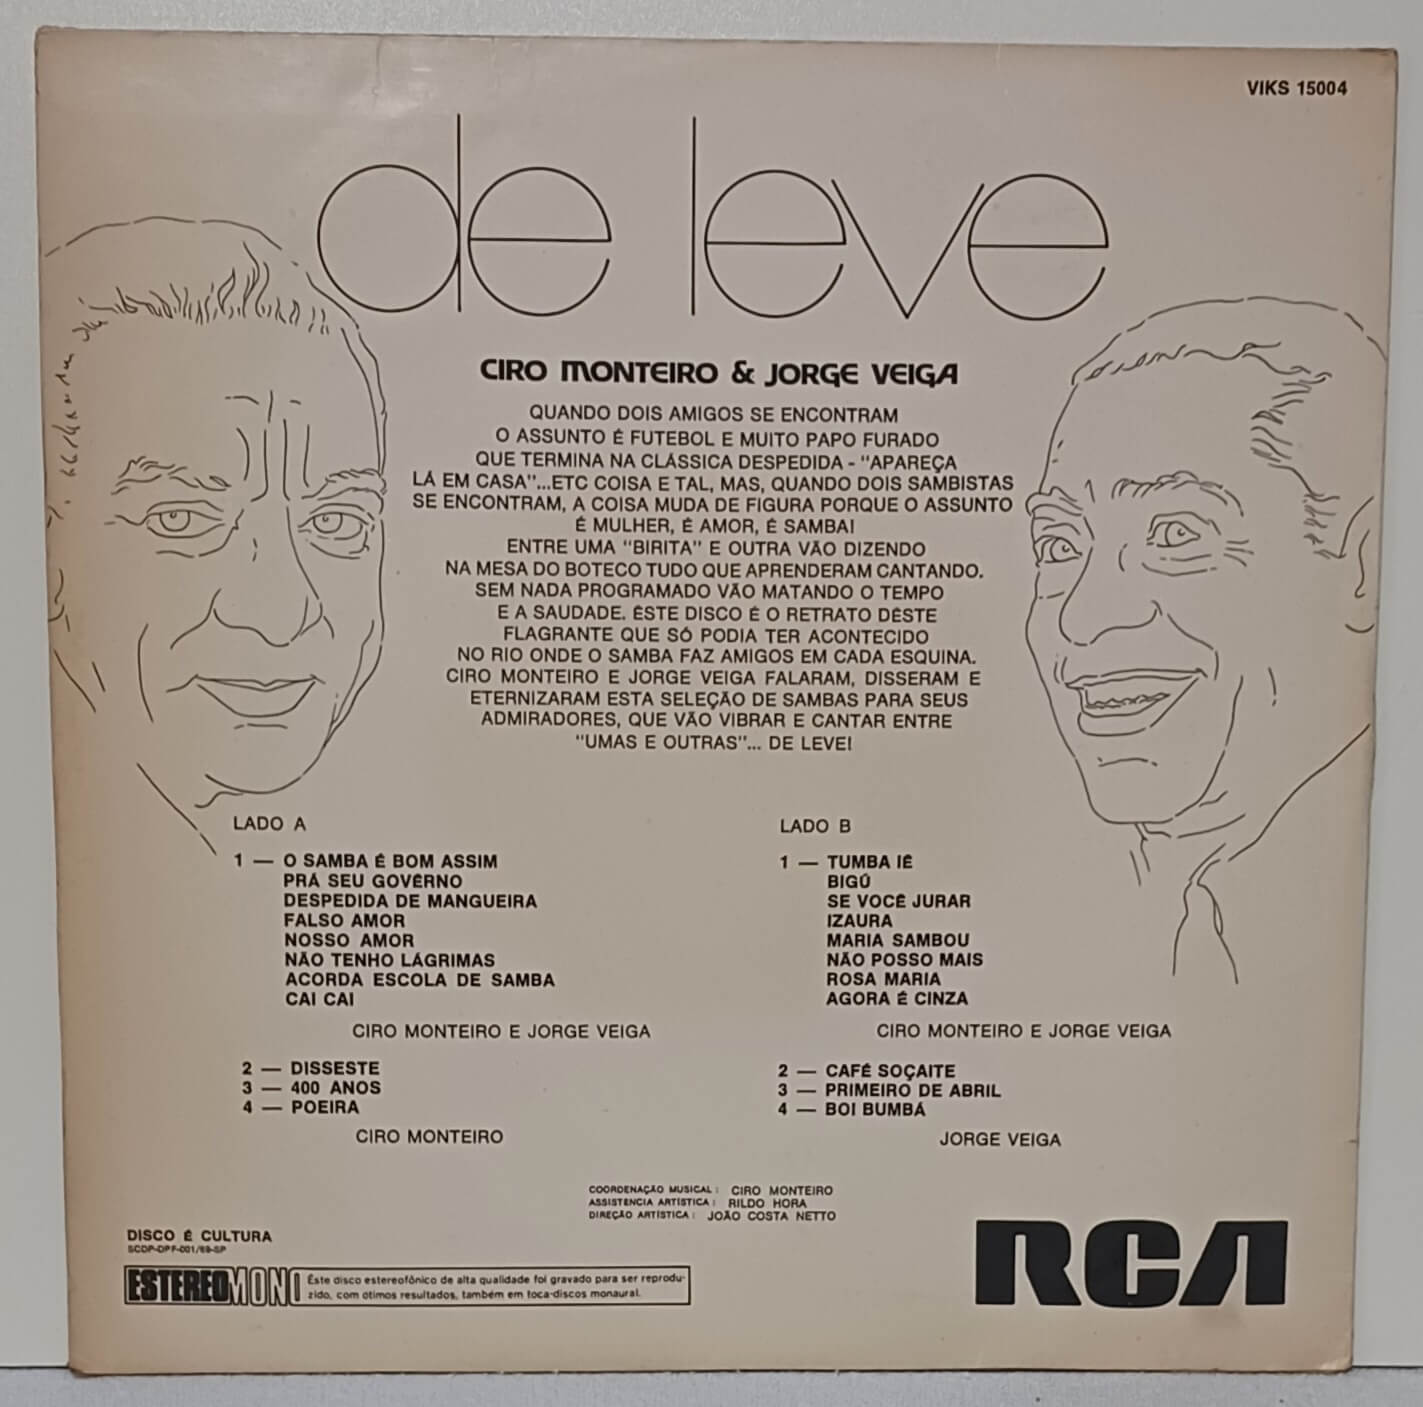 VIKS 15004
de leve
CIRO MONTEIRO & JORGE VEIGA
QUANDO DOIS AMIGOS SE ENCONTRAM
O ASSUNTO É FUTEBOL E MUITO PAPO FURADO
QUE TERMINA NA CLÁSSICA DESPEDIDA - "APAREÇA
LÁ EM CASA"...ETC COISA E TAL, MAS, QUANDO DOIS SAMBISTAS
SE ENCONTRAM, A COISA MUDA DE FIGURA PORQUE O ASSUNTO
É MULHER, É AMOR, É SAMBA!
ENTRE UMA "BIRITA" E OUTRA VÃO DIZENDO
NA MESA DO BOTECO TUDO QUE APRENDERAM CANTANDO.
SEM NADA PROGRAMADO VÃO MATANDO O TEMPO
E A SAUDADE. ÊSTE DISCO É O RETRATO DÊSTE
FLAGRANTE QUE SÓ PODIA TER ACONTECIDO
NO RIO ONDE O SAMBA FAZ AMIGOS EM CADA ESQUINA.
CIRO MONTEIRO E JORGE VEIGA FALARAM, DISSERAM E
ETERNIZARAM ESTA SELEÇÃO DE SAMBAS PARA SEUS
ADMIRADORES, QUE VÃO VIBRAR E CANTAR ENTRE
"UMAS E OUTRAS"... DE LEVE!
LADO A
1 — O SAMBA É BOM ASSIM
PRÁ SEU GOVÊRNO
DESPEDIDA DE MANGUEIRA
FALSO AMOR
NOSSO AMOR
NÃO TENHO LÁGRIMAS
ACORDA ESCOLA DE SAMBA
CAI CAI
CIRO MONTEIRO E JORGE VEIGA
2 — DISSESTE
3 — 400 ANOS
4 — POEIRA
CIRO MONTEIRO
LADO B
1 — TUMBA IÊ
BIGÚ
SE VOCÊ JURAR
IZAURA
MARIA SAMBOU
NÃO POSSO MAIS
ROSA MARIA
AGORA É CINZA
CIRO MONTEIRO E JORGE VEIGA
2 — CAFÉ SOÇAITE
3 — PRIMEIRO DE ABRIL
4 — BOI BUMBÁ
JORGE VEIGA
COORDENAÇÃO MUSICAL: CIRO MONTEIRO
ASSISTENCIA ARTÍSTICA: RILDO HORA
DIREÇÃO ARTÍSTICA: JOÃO COSTA NETTO
DISCO É CULTURA
SCDP-DPF-001/69-SP
ESTEREO MONO
Êste disco estereofônico de alta qualidade foi gravado para ser reprodu-
zido, com ótimos resultados, também em toca-discos monaural.
RCA